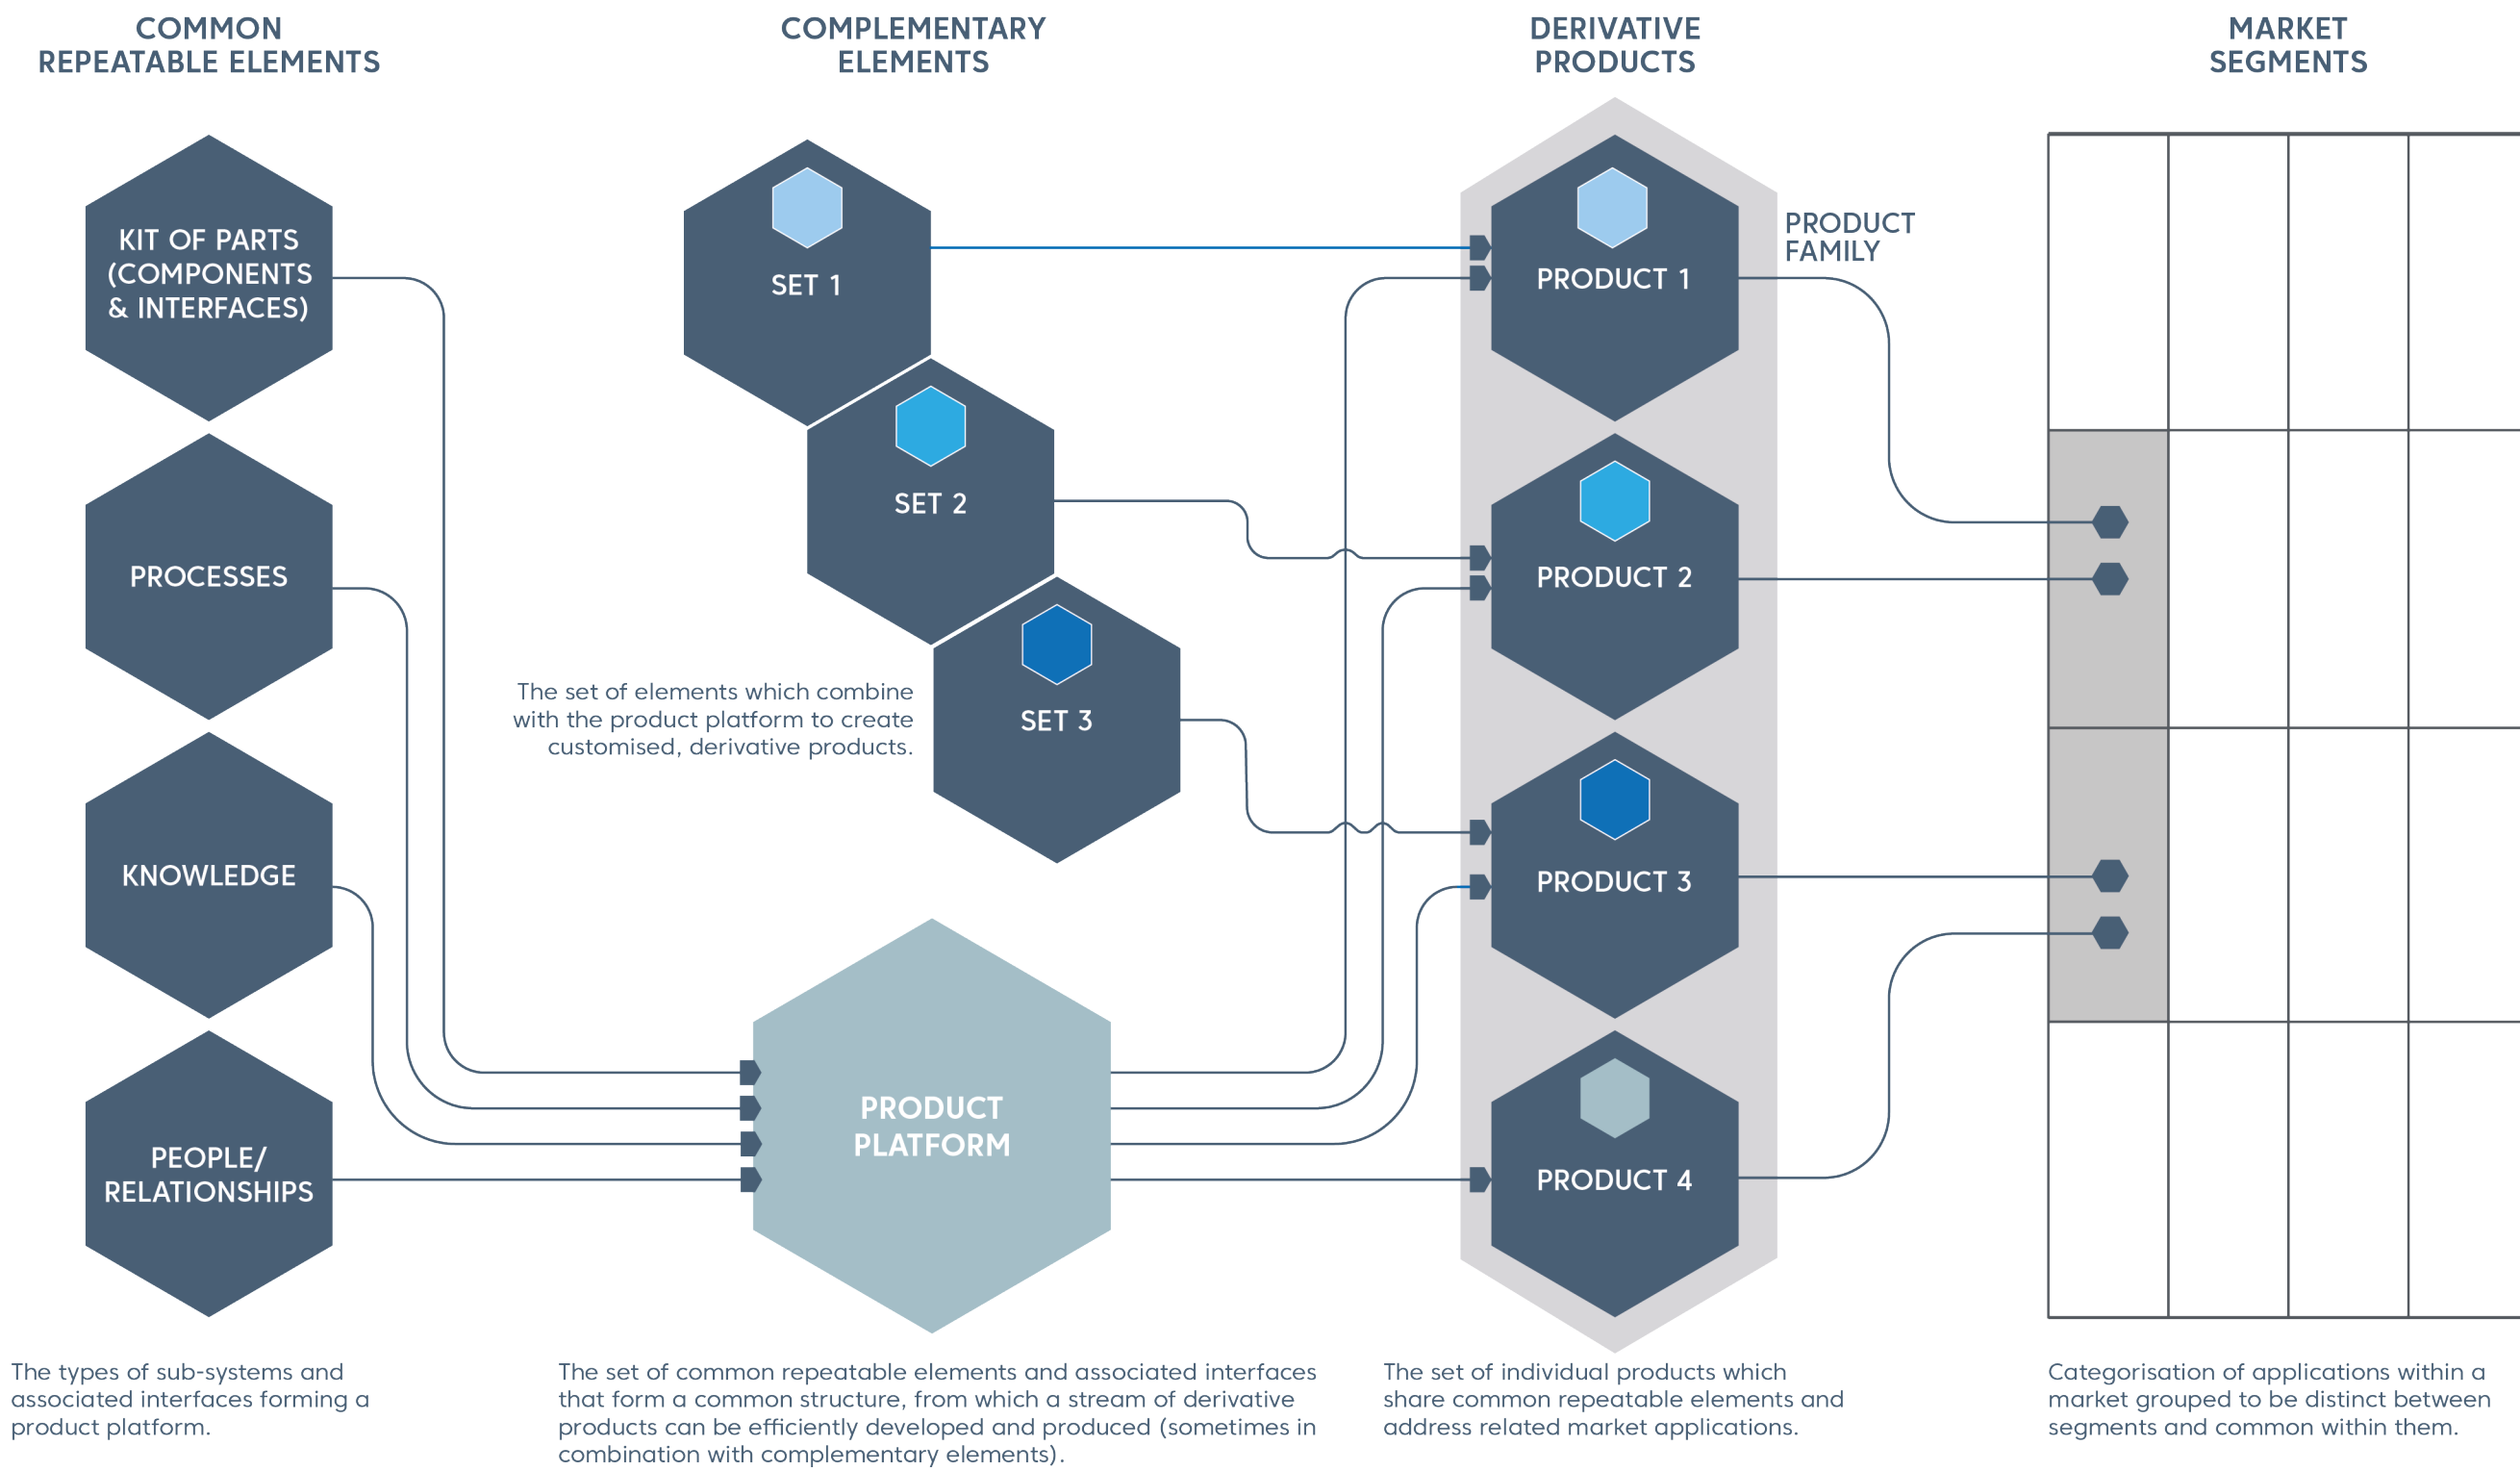 COMMON
REPEATABLE ELEMENTS
COMPLEMENTARY
ELEMENTS
DERIVATIVE
PRODUCTS
MARKET
SEGMENTS
KIT OF PARTS
(COMPONENTS
& INTERFACES)
PROCESSES
KNOWLEDGE
PEOPLE/
RELATIONSHIPS
SET 1
SET 2
SET 3
The set of elements which combine
with the product platform to create
customised, derivative products.
PRODUCT
PLATFORM
PRODUCT 1
PRODUCT 2
PRODUCT 3
PRODUCT 4
PRODUCT
FAMILY
The types of sub-systems and
associated interfaces forming a
product platform.
The set of common repeatable elements and associated interfaces
that form a common structure, from which a stream of derivative
products can be efficiently developed and produced (sometimes in
combination with complementary elements).
The set of individual products which
share common repeatable elements and
address related market applications.
Categorisation of applications within a
market grouped to be distinct between
segments and common within them.